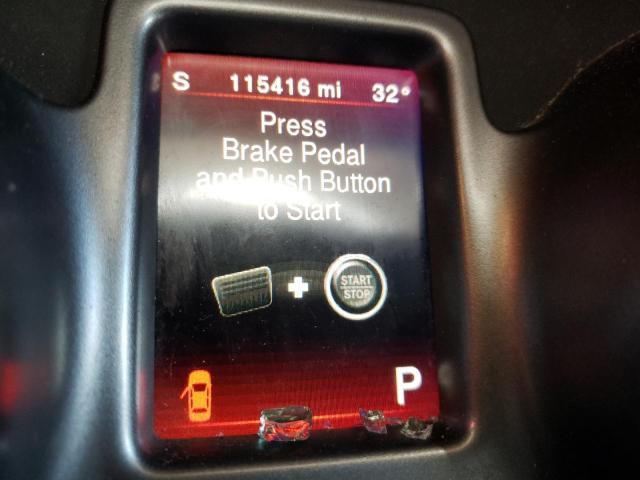 S 115416 mi 32°
Press
Brake Pedal
and Push Button
to Start
START
STOP
P